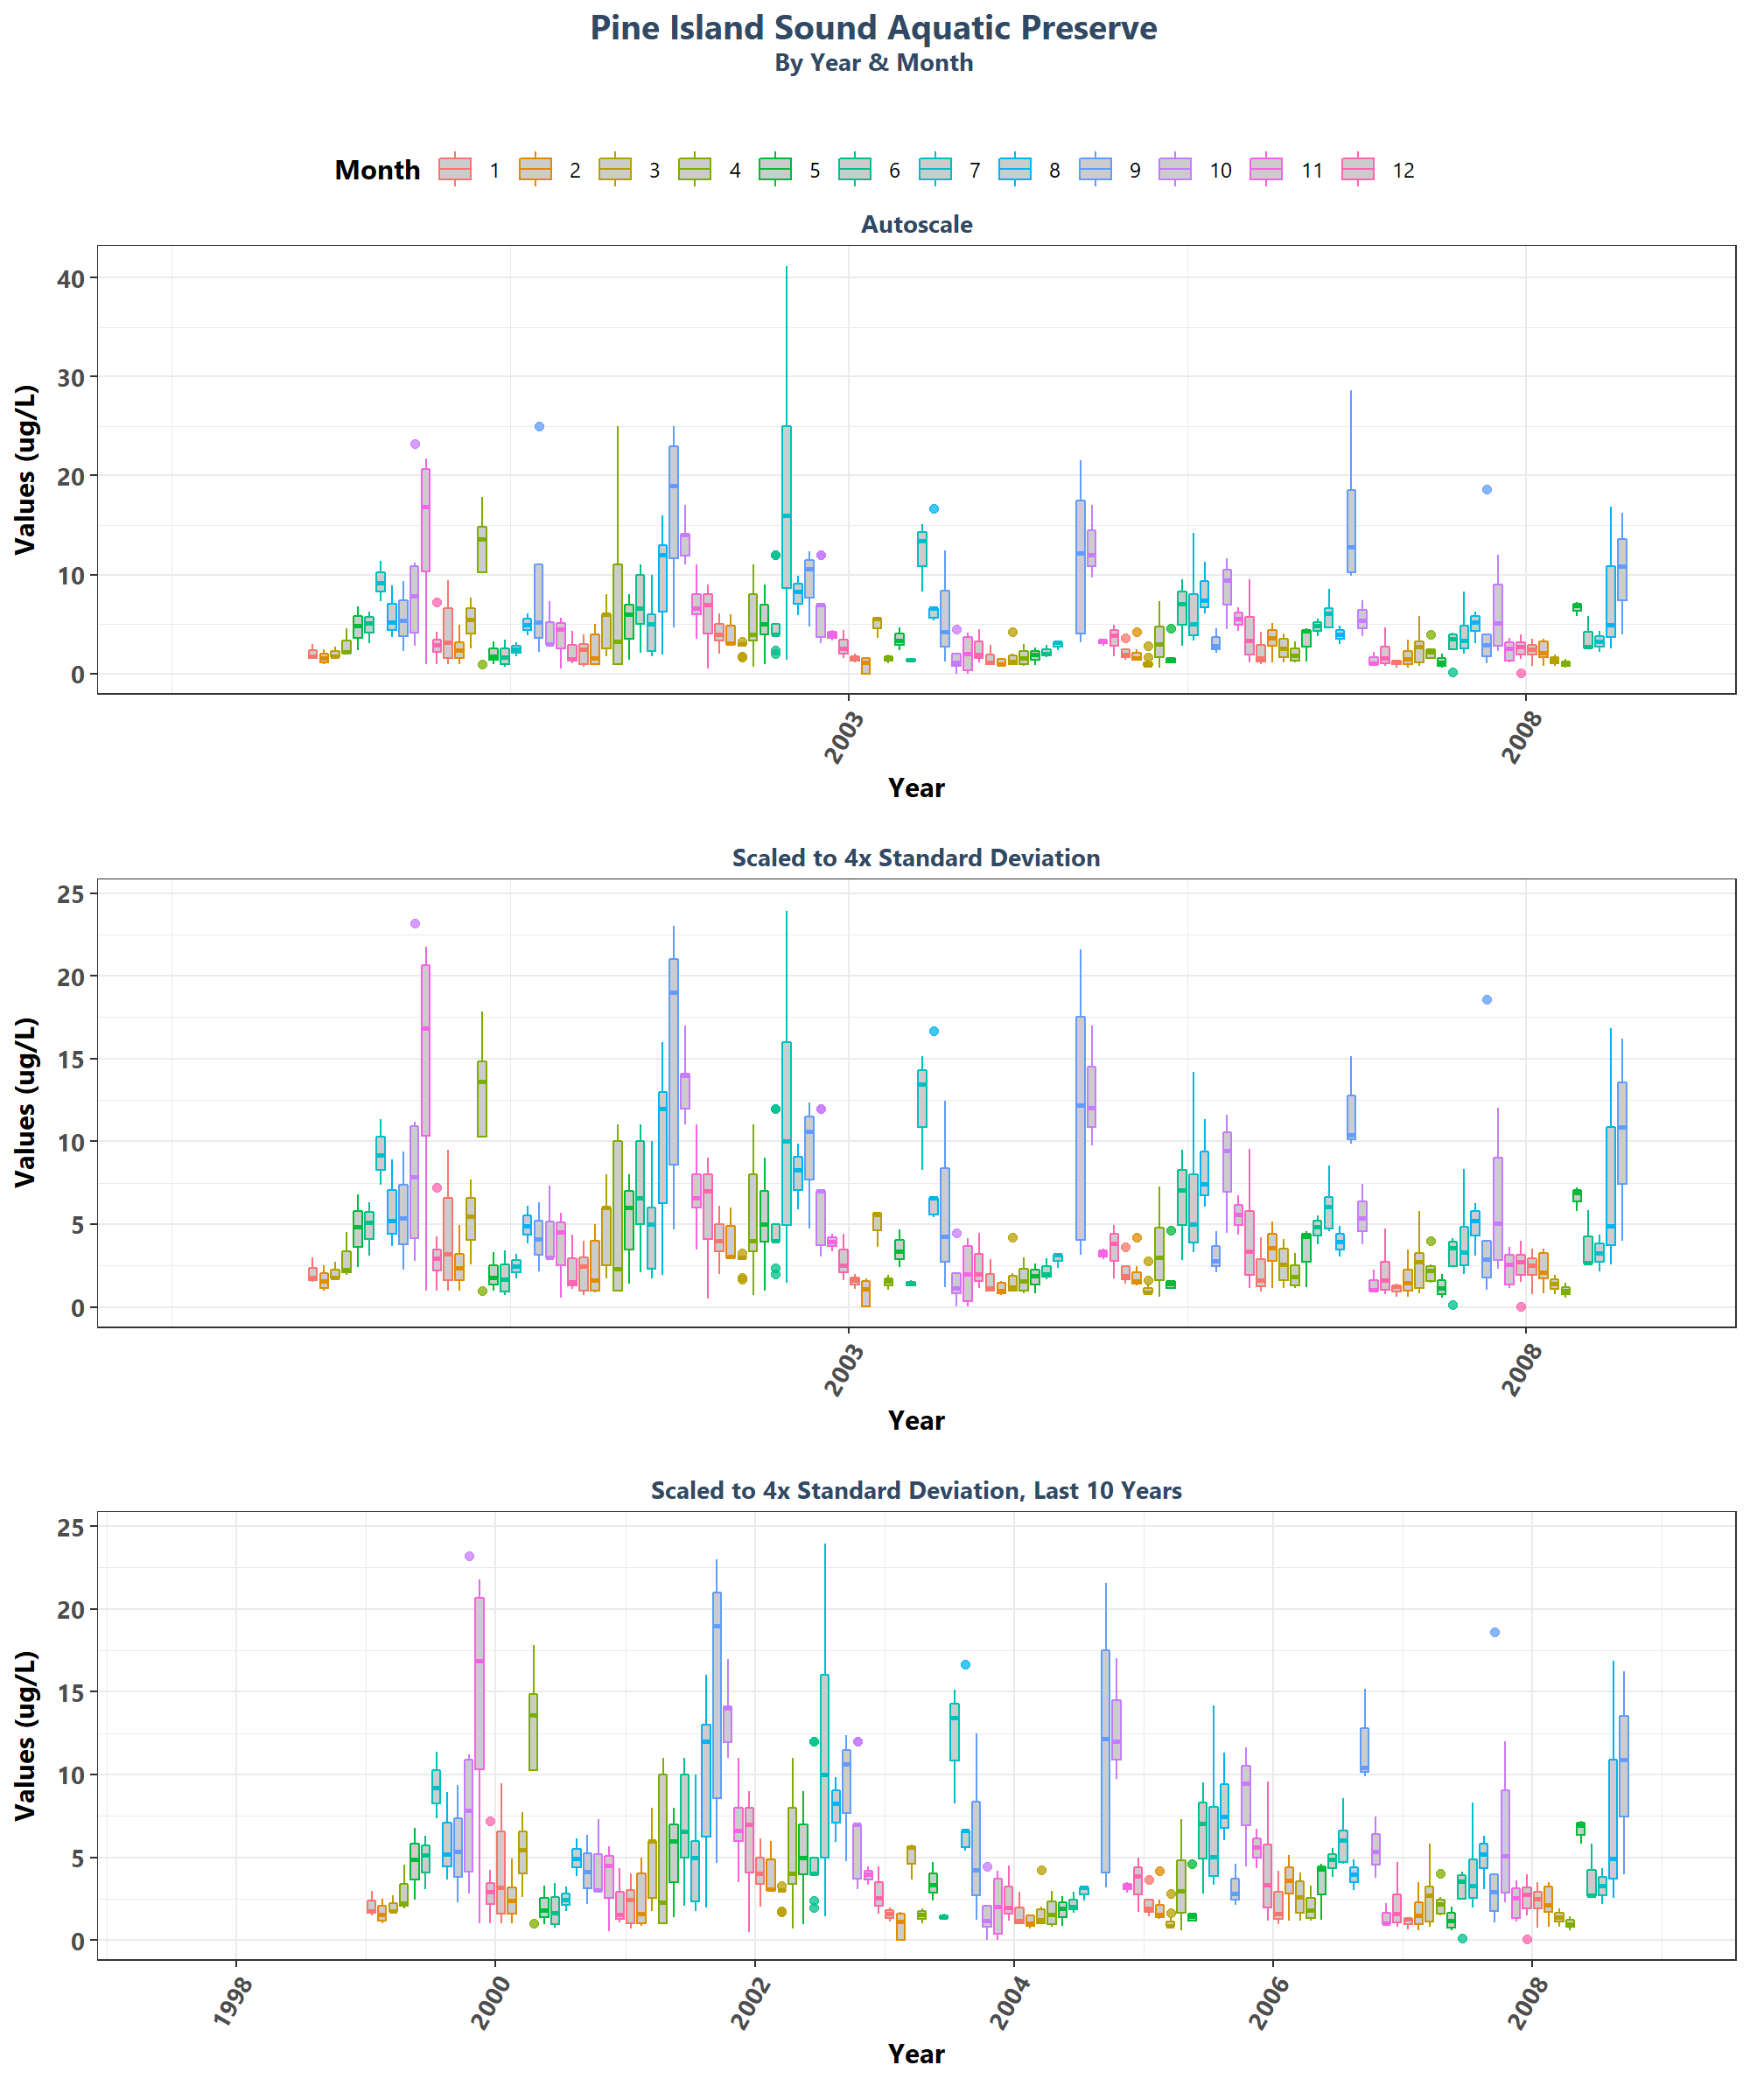 Pine Island Sound Aquatic Preserve
By Year & Month
Month 1 2 3 4 5 6 7 8 9 10 11 12
Autoscale
Values (ug/L)
40
30
20
10
0
2003 2008
Year
Scaled to 4x Standard Deviation
Values (ug/L)
25
20
15
10
5
0
2003 2008
Year
Scaled to 4x Standard Deviation, Last 10 Years
Values (ug/L)
25
20
15
10
5
0
1998 2000 2002 2004 2006 2008
Year